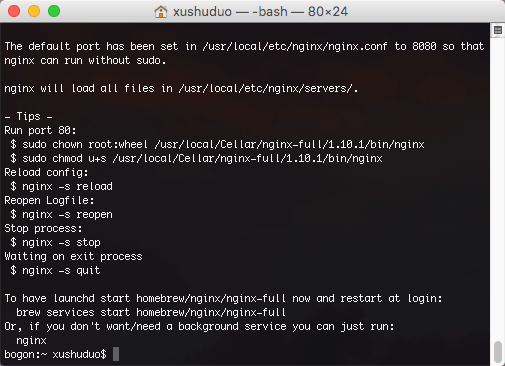 xushuduo — -bash — 80×24
The default port has been set in /usr/local/etc/nginx/nginx.conf to 8080 so that
nginx can run without sudo.
nginx will load all files in /usr/local/etc/nginx/servers/.
- Tips -
Run port 80:
 $ sudo chown root:wheel /usr/local/Cellar/nginx-full/1.10.1/bin/nginx
 $ sudo chmod u+s /usr/local/Cellar/nginx-full/1.10.1/bin/nginx
Reload config:
 $ nginx -s reload
Reopen Logfile:
 $ nginx -s reopen
Stop process:
 $ nginx -s stop
Waiting on exit process
 $ nginx -s quit
To have launchd start homebrew/nginx/nginx-full now and restart at login:
  brew services start homebrew/nginx/nginx-full
Or, if you don't want/need a background service you can just run:
  nginx
bogon:~ xushuduo$